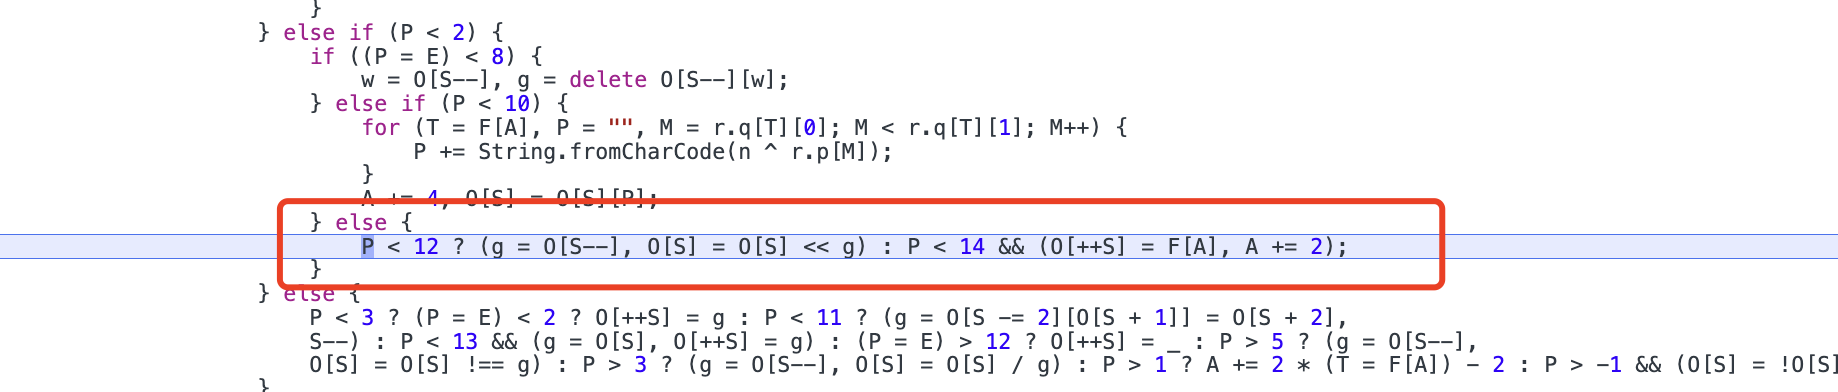 }
} else if (P < 2) {
if ((P = E) < 8) {
w = O[S--], g = delete O[S--][w];
} else if (P < 10) {
for (T = F[A], P = "", M = r.q[T][0]; M < r.q[T][1]; M++) {
P += String.fromCharCode(n ^ r.p[M]);
}
A += 4, O[S] = O[S][P];
} else {
P < 12 ? (g = O[S--], O[S] = O[S] << g) : P < 14 && (O[++S] = F[A], A += 2);
}
} else {
P < 3 ? (P = E) < 2 ? O[++S] = g : P < 11 ? (g = O[S -= 2][O[S + 1]] = O[S + 2],
S--) : P < 13 && (g = O[S], O[++S] = g) : (P = E) > 12 ? O[++S] = _ : P > 5 ? (g = O[S--],
O[S] = O[S] !== g) : P > 3 ? (g = O[S--], O[S] = O[S] / g) : P > 1 ? A += 2 * (T = F[A]) - 2 : P > -1 && (O[S] = !O[S]
}